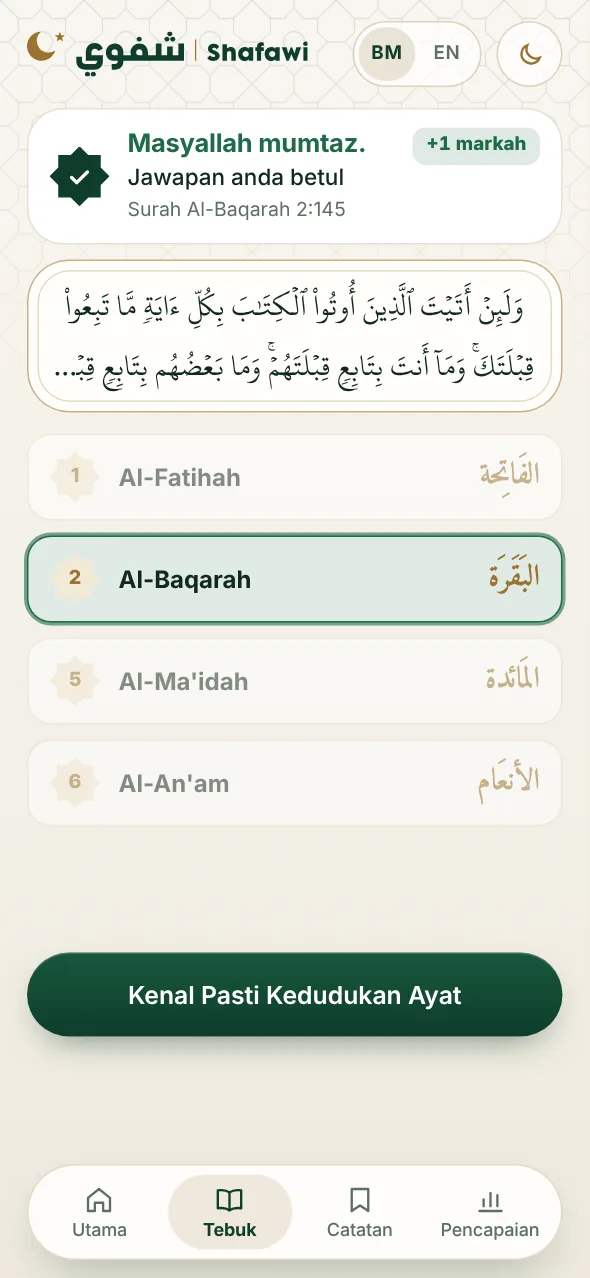 شفوي | Shafawi
BM EN
Masyallah mumtaz.
+1 markah
Jawapan anda betul
Surah Al-Baqarah 2:145
وَلَئِنْ أَتَيْتَ ٱلَّذِينَ أُوتُوا۟ ٱلْكِتَـٰبَ بِكُلِّ ءَايَةٍۢ مَّا تَبِعُوا۟
قِبْلَتَكَ ۚ وَمَآ أَنتَ بِتَابِعٍۢ قِبْلَتَهُمْ ۚ وَمَا بَعْضُهُم بِتَابِعٍۢ قِبْـ...
1 Al-Fatihah الفَاتِحة
2 Al-Baqarah البَقَرَة
5 Al-Ma'idah المَائدة
6 Al-An'am الأنعَام
Kenal Pasti Kedudukan Ayat
Utama Tebuk Catatan Pencapaian